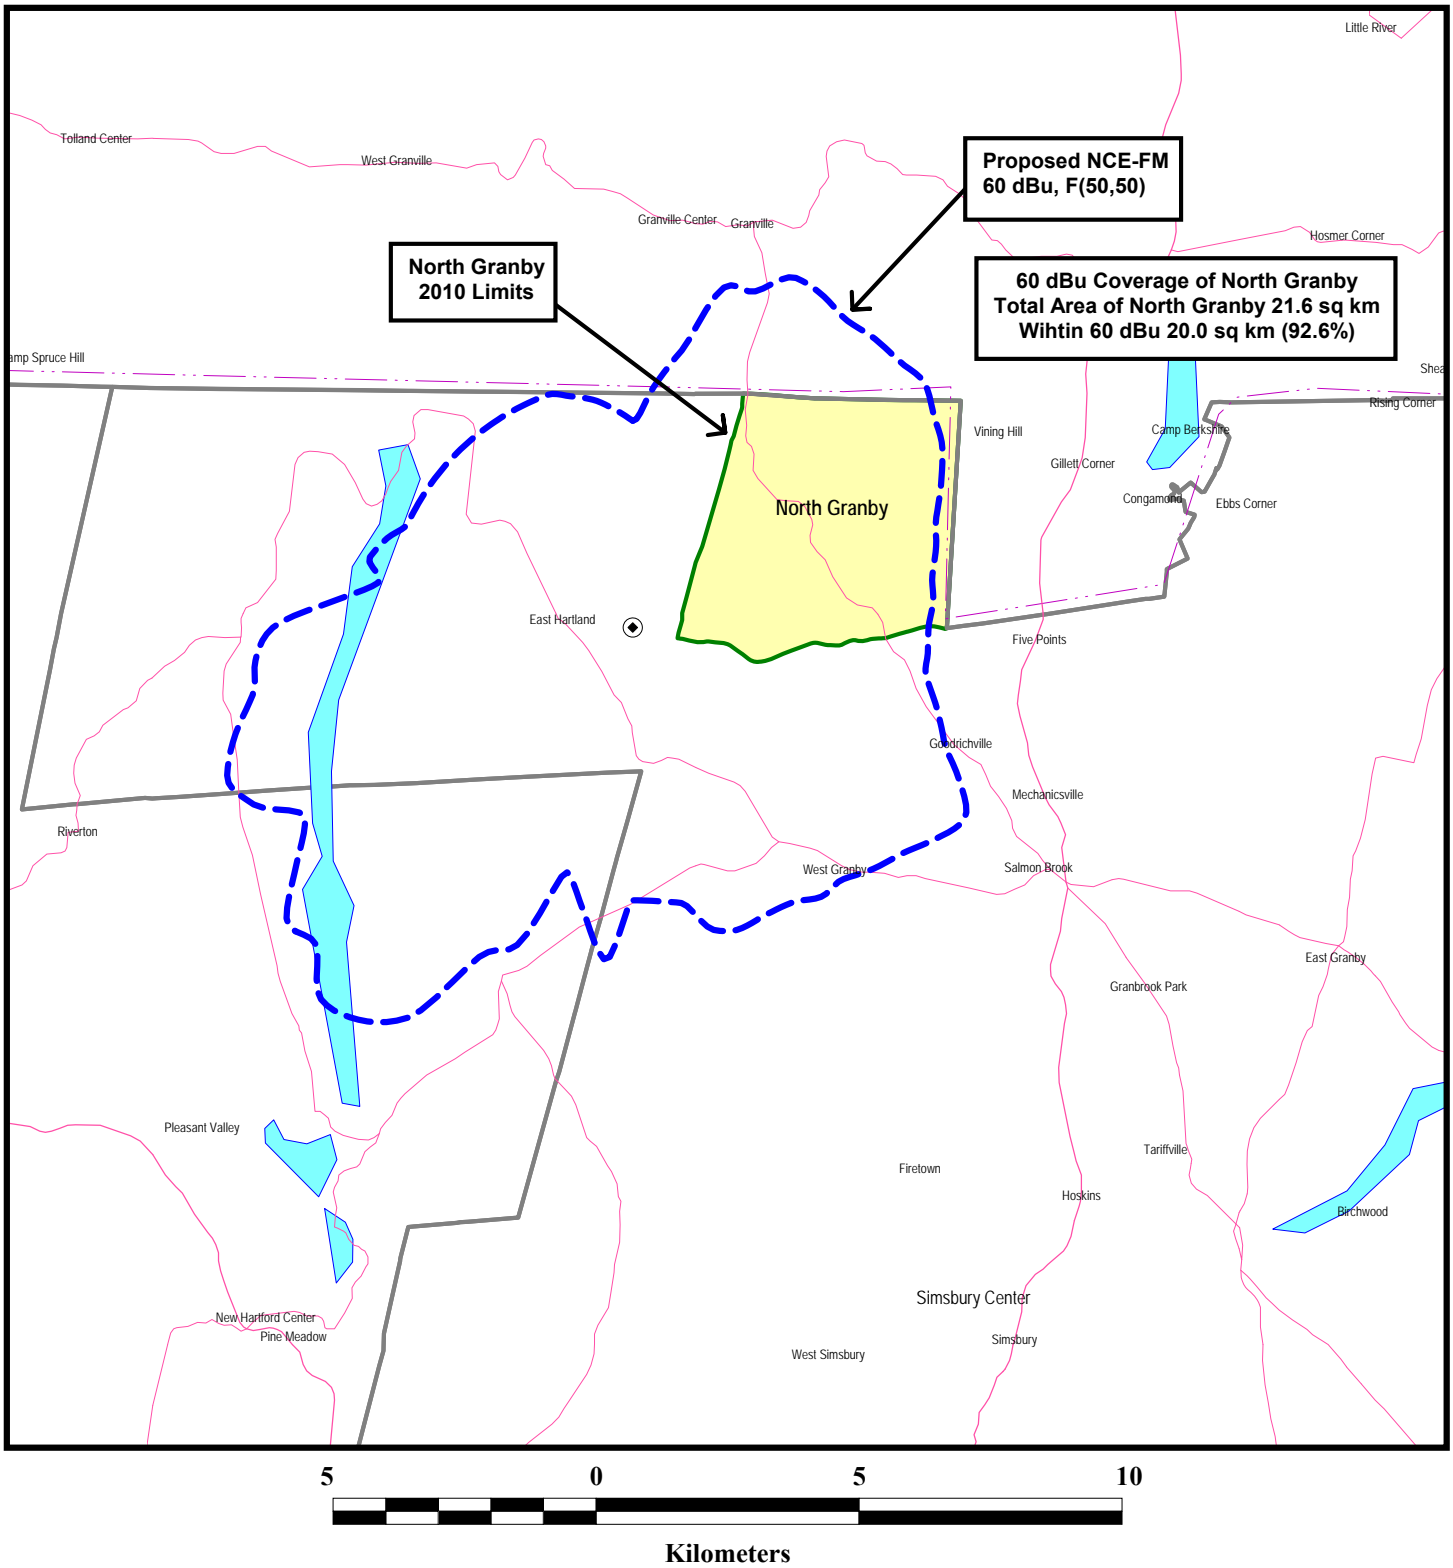 Little River
Tolland Center
West Granville
Proposed NCE-FM
60 dBu, F(50,50)
Granville Center
Granville
Hosmer Corner
North Granby
2010 Limits
60 dBu Coverage of North Granby
Total Area of North Granby 21.6 sq km
Wihtin 60 dBu 20.0 sq km (92.6%)
amp Spruce Hill
Shea
Rising Corner
Vining Hill
Camp Berkshire
Gillett Corner
Congamond
Ebbs Corner
North Granby
East Hartland
Five Points
Goodrichville
Mechanicsville
Riverton
West Granby
Salmon Brook
East Granby
Granbrook Park
Pleasant Valley
Tariffville
Firetown
Hoskins
Birchwood
Simsbury Center
New Hartford Center
Pine Meadow
Simsbury
West Simsbury
5 0 5 10
Kilometers